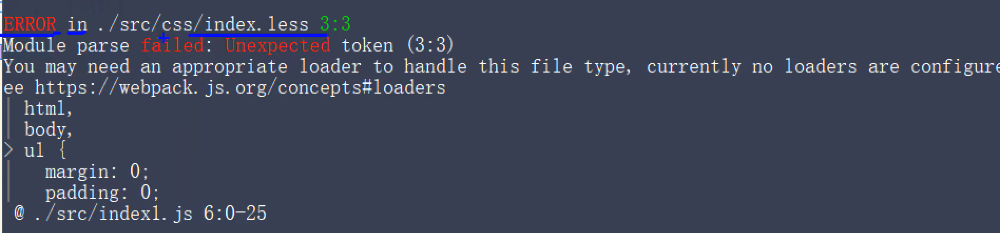 ERROR in ./src/css/index.less 3:3
Module parse failed: Unexpected token (3:3)
You may need an appropriate loader to handle this file type, currently no loaders are configure
ee https://webpack.js.org/concepts#loaders
| html,
| body,
> ul {
|   margin: 0;
|   padding: 0;
@ ./src/index1.js 6:0-25